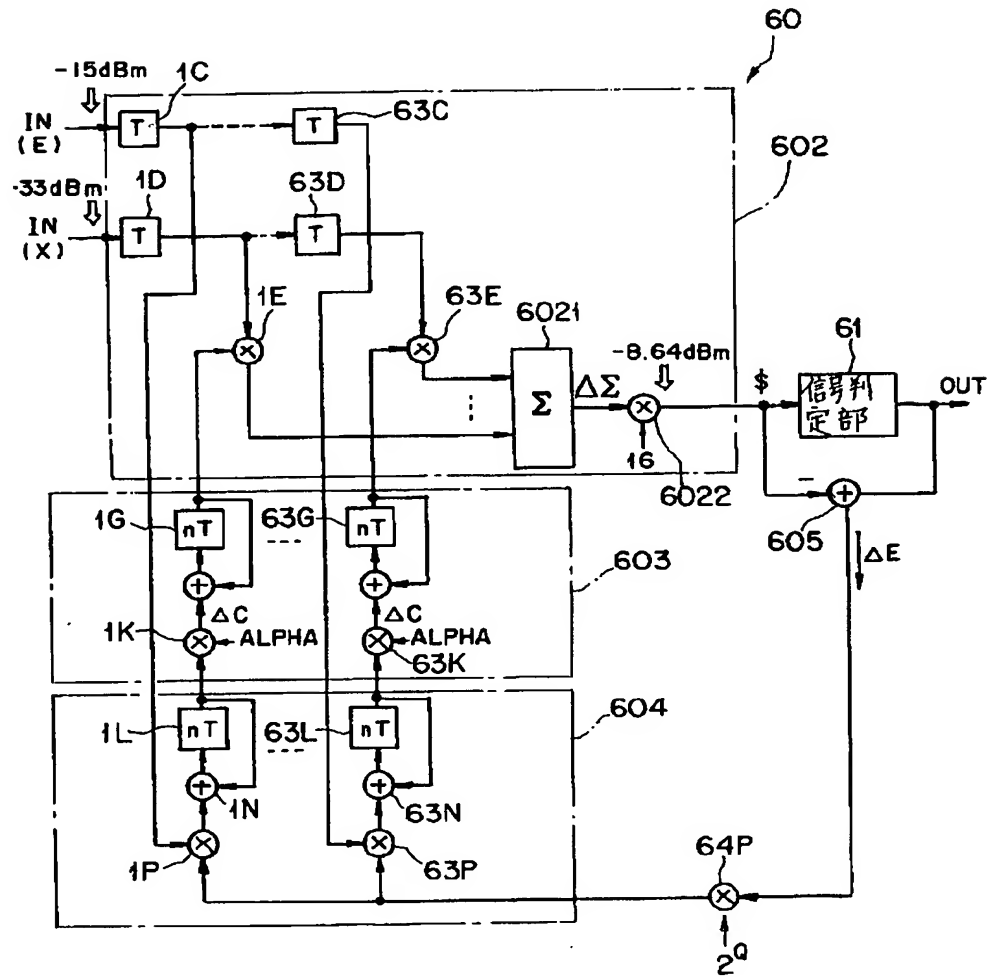 60
-15dBm
1C
63C
IN
(E)
T
T
602
-33dBm
1D
63D
IN
(X)
T
T
1E
63E
6021
-8.64dBm
61
×
×
Σ
ΔΣ
×
$
信号判
定部
OUT
16
6022
-
+
605
ΔE
1G
nT
63G
nT
603
+
+
ΔC
ΔC
1K
×
ALPHA
×
ALPHA
63K
604
1L
nT
63L
nT
+
1N
+
63N
1P
×
×
63P
64P
×
2Q